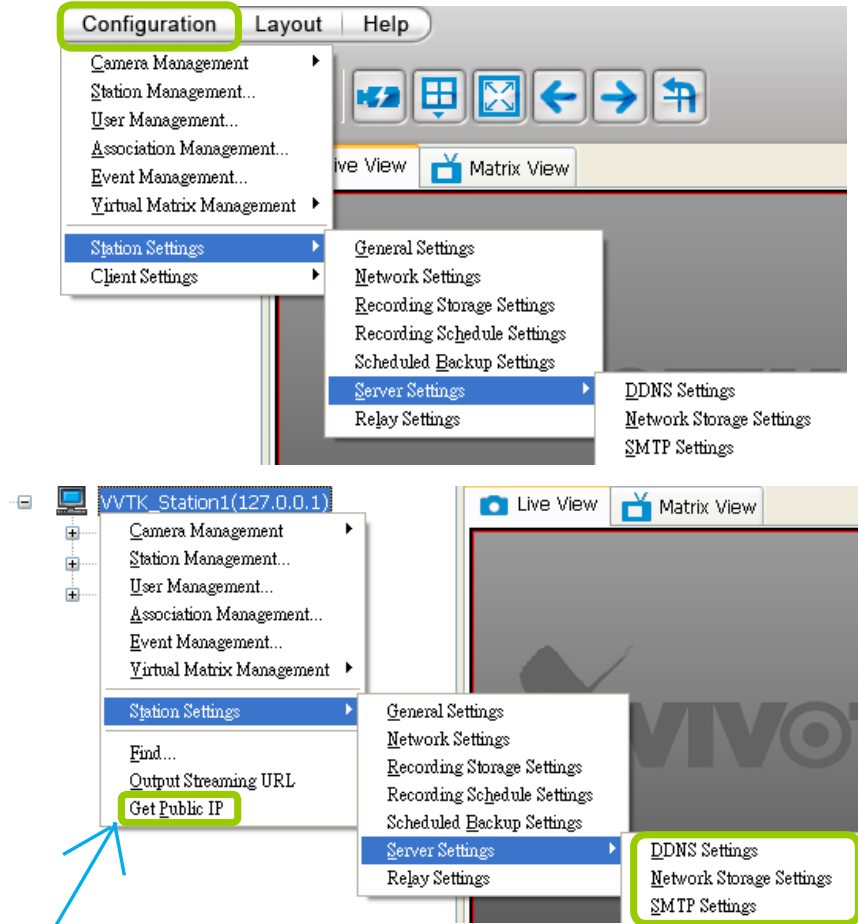 Configuration Layout Help
Camera Management
Station Management...
User Management...
Association Management...
Event Management...
Virtual Matrix Management
Station Settings
Client Settings
ive View Matrix View
General Settings
Network Settings
Recording Storage Settings
Recording Schedule Settings
Scheduled Backup Settings
Server Settings
Relay Settings
DDNS Settings
Network Storage Settings
SMTP Settings
VVTK_Station1(127.0.0.1)
Live View Matrix View
Camera Management
Station Management...
User Management...
Association Management...
Event Management...
Virtual Matrix Management
Station Settings
Find...
Output Streaming URL
Get Public IP
General Settings
Network Settings
Recording Storage Settings
Recording Schedule Settings
Scheduled Backup Settings
Server Settings
Relay Settings
DDNS Settings
Network Storage Settings
SMTP Settings
VIVO